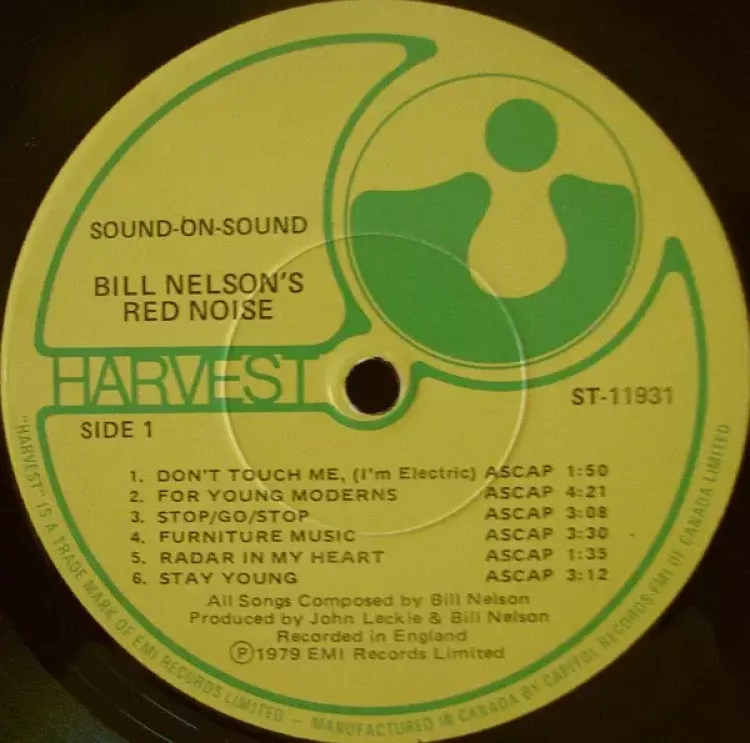 SOUND-ON-SOUND
BILL NELSON'S
RED NOISE
HARVEST
ST-11931
SIDE 1
1. DON'T TOUCH ME, (I'm Electric) ASCAP 1:50
2. FOR YOUNG MODERNS ASCAP 4:21
3. STOP/GO/STOP ASCAP 3:08
4. FURNITURE MUSIC ASCAP 3:30
5. RADAR IN MY HEART ASCAP 1:35
6. STAY YOUNG ASCAP 3:12
All Songs Composed by Bill Nelson
Produced by John Leckie & Bill Nelson
Recorded in England
Ⓟ1979 EMI Records Limited
"HARVEST" IS A TRADE MARK OF EMI RECORDS LIMITED – MANUFACTURED IN CANADA BY CAPITOL RECORDS-EMI OF CANADA LIMITED